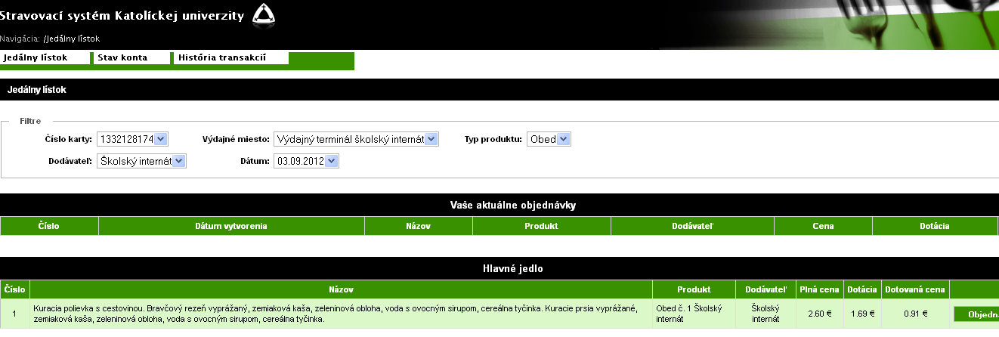 Stravovací systém Katolíckej univerzity
Navigácia: /Jedálny lístok
Jedálny lístok Stav konta História transakcií
Jedálny lístok
Filtre
Číslo karty: 1332128174 Výdajné miesto: Výdajný terminál školský internát Typ produktu: Obed
Dodávateľ: Školský internát Dátum: 03.09.2012
Vaše aktuálne objednávky
Číslo Dátum vytvorenia Názov Produkt Dodávateľ Cena Dotácia
Hlavné jedlo
Číslo Názov Produkt Dodávateľ Plná cena Dotácia Dotovaná cena
1 Kuracia polievka s cestovinou. Bravčový rezeň vyprážaný, zemiaková kaša, zeleninová obloha, voda s ovocným sirupom, cereálna tyčinka. Kuracie prsia vyprážané, zemiaková kaša, zeleninová obloha, voda s ovocným sirupom, cereálna tyčinka. Obed č. 1 Školský internát Školský internát 2.60 € 1.69 € 0.91 € Objedn